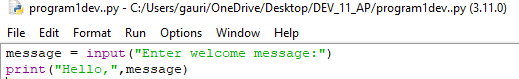 program1dev..py - C:/Users/gauri/OneDrive/Desktop/DEV_11_AP/program1dev..py (3.11.0)
File Edit Format Run Options Window Help
message = input("Enter welcome message:")
print("Hello,",message)